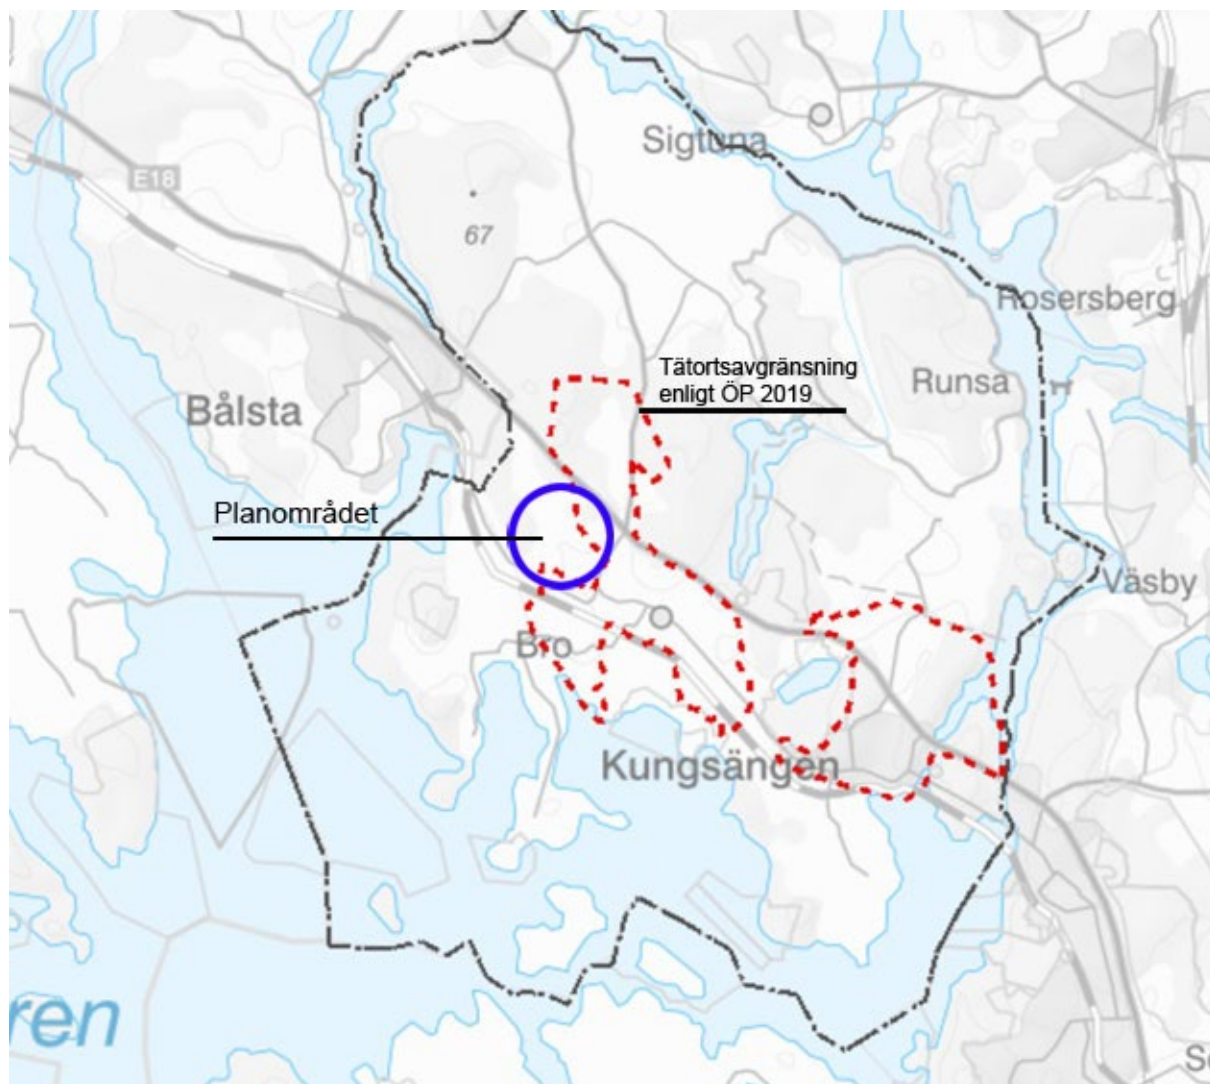 Sigtuna
E18
67
Rosersberg
Tätortsavgränsning
enligt ÖP 2019
Runsa
Bålsta
Planområdet
Väsby
Bro
Kungsängen
ren
S